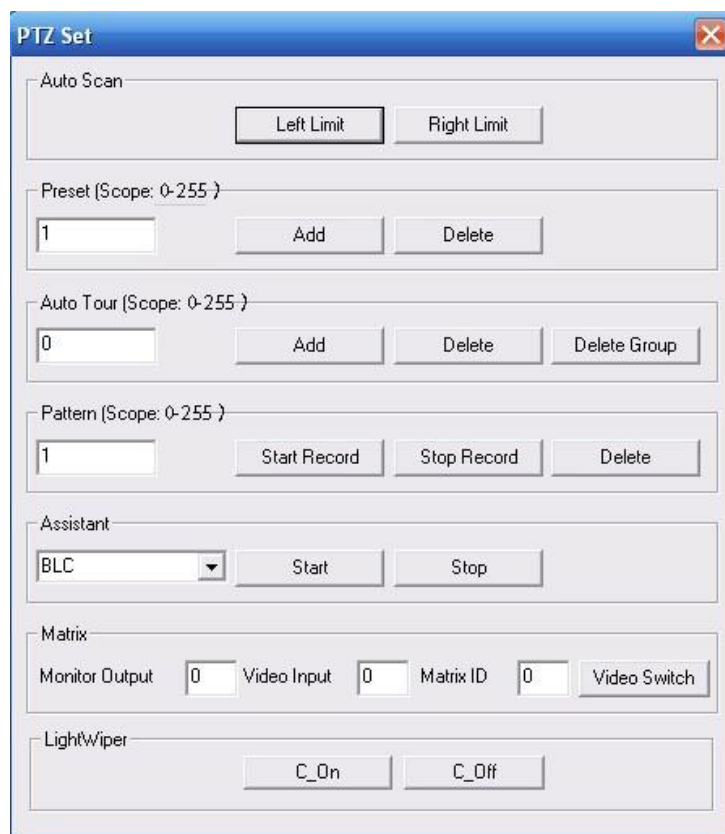 PTZ Set
Auto Scan
Left Limit Right Limit
Preset (Scope: 0-255 )
1 Add Delete
Auto Tour (Scope: 0-255 )
0 Add Delete Delete Group
Pattern (Scope: 0-255 )
1 Start Record Stop Record Delete
Assistant
BLC Start Stop
Matrix
Monitor Output 0 Video Input 0 Matrix ID 0 Video Switch
LightWiper
C_On C_Off